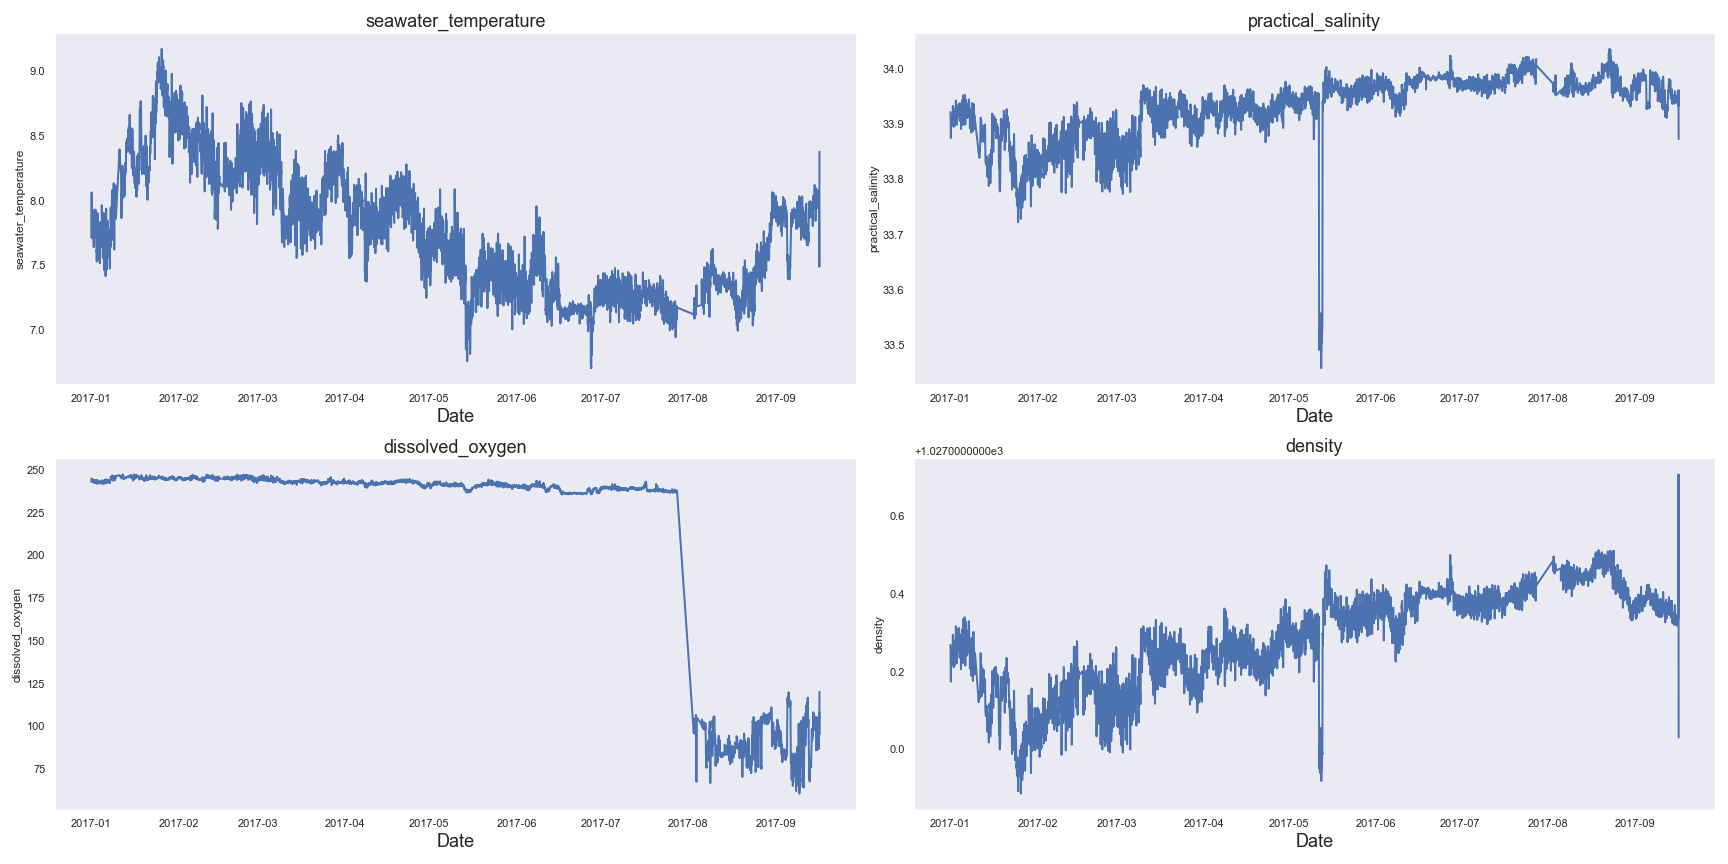 seawater_temperature
seawater_temperature
9.0
8.5
8.0
7.5
7.0
2017-01 2017-02 2017-03 2017-04 2017-05 2017-06 2017-07 2017-08 2017-09
Date
practical_salinity
practical_salinity
34.0
33.9
33.8
33.7
33.6
33.5
2017-01 2017-02 2017-03 2017-04 2017-05 2017-06 2017-07 2017-08 2017-09
Date
dissolved_oxygen
dissolved_oxygen
250
225
200
175
150
125
100
75
2017-01 2017-02 2017-03 2017-04 2017-05 2017-06 2017-07 2017-08 2017-09
Date
density
+1.0270000000e3
density
0.6
0.4
0.2
0.0
2017-01 2017-02 2017-03 2017-04 2017-05 2017-06 2017-07 2017-08 2017-09
Date